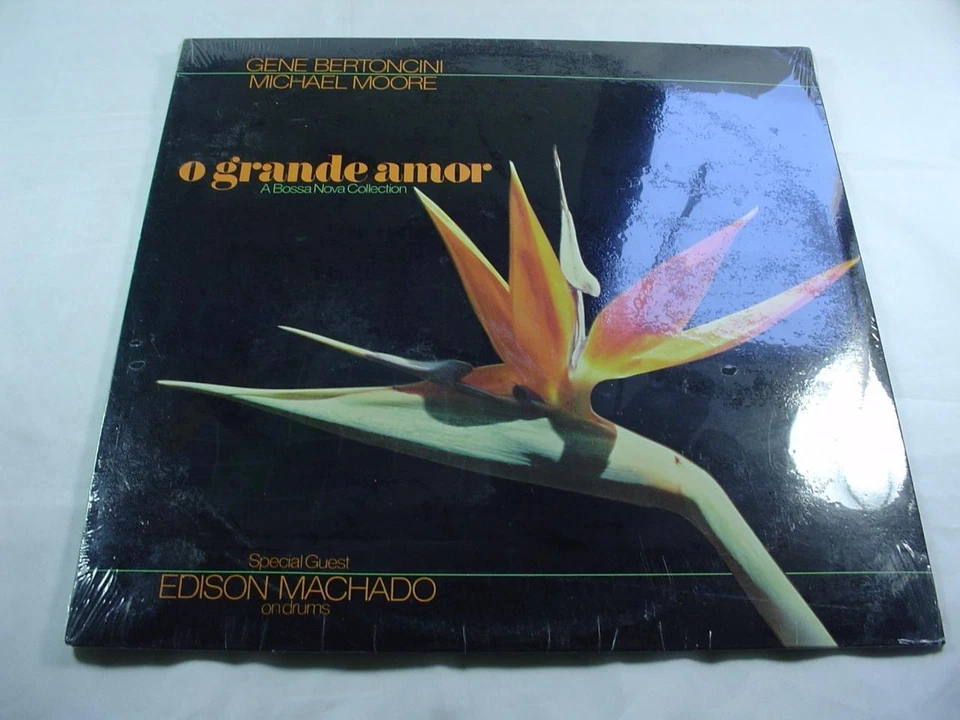 GENE BERTONCINI
MICHAEL MOORE
o grande amor
A Bossa Nova Collection
Special Guest
EDISON MACHADO
on drums